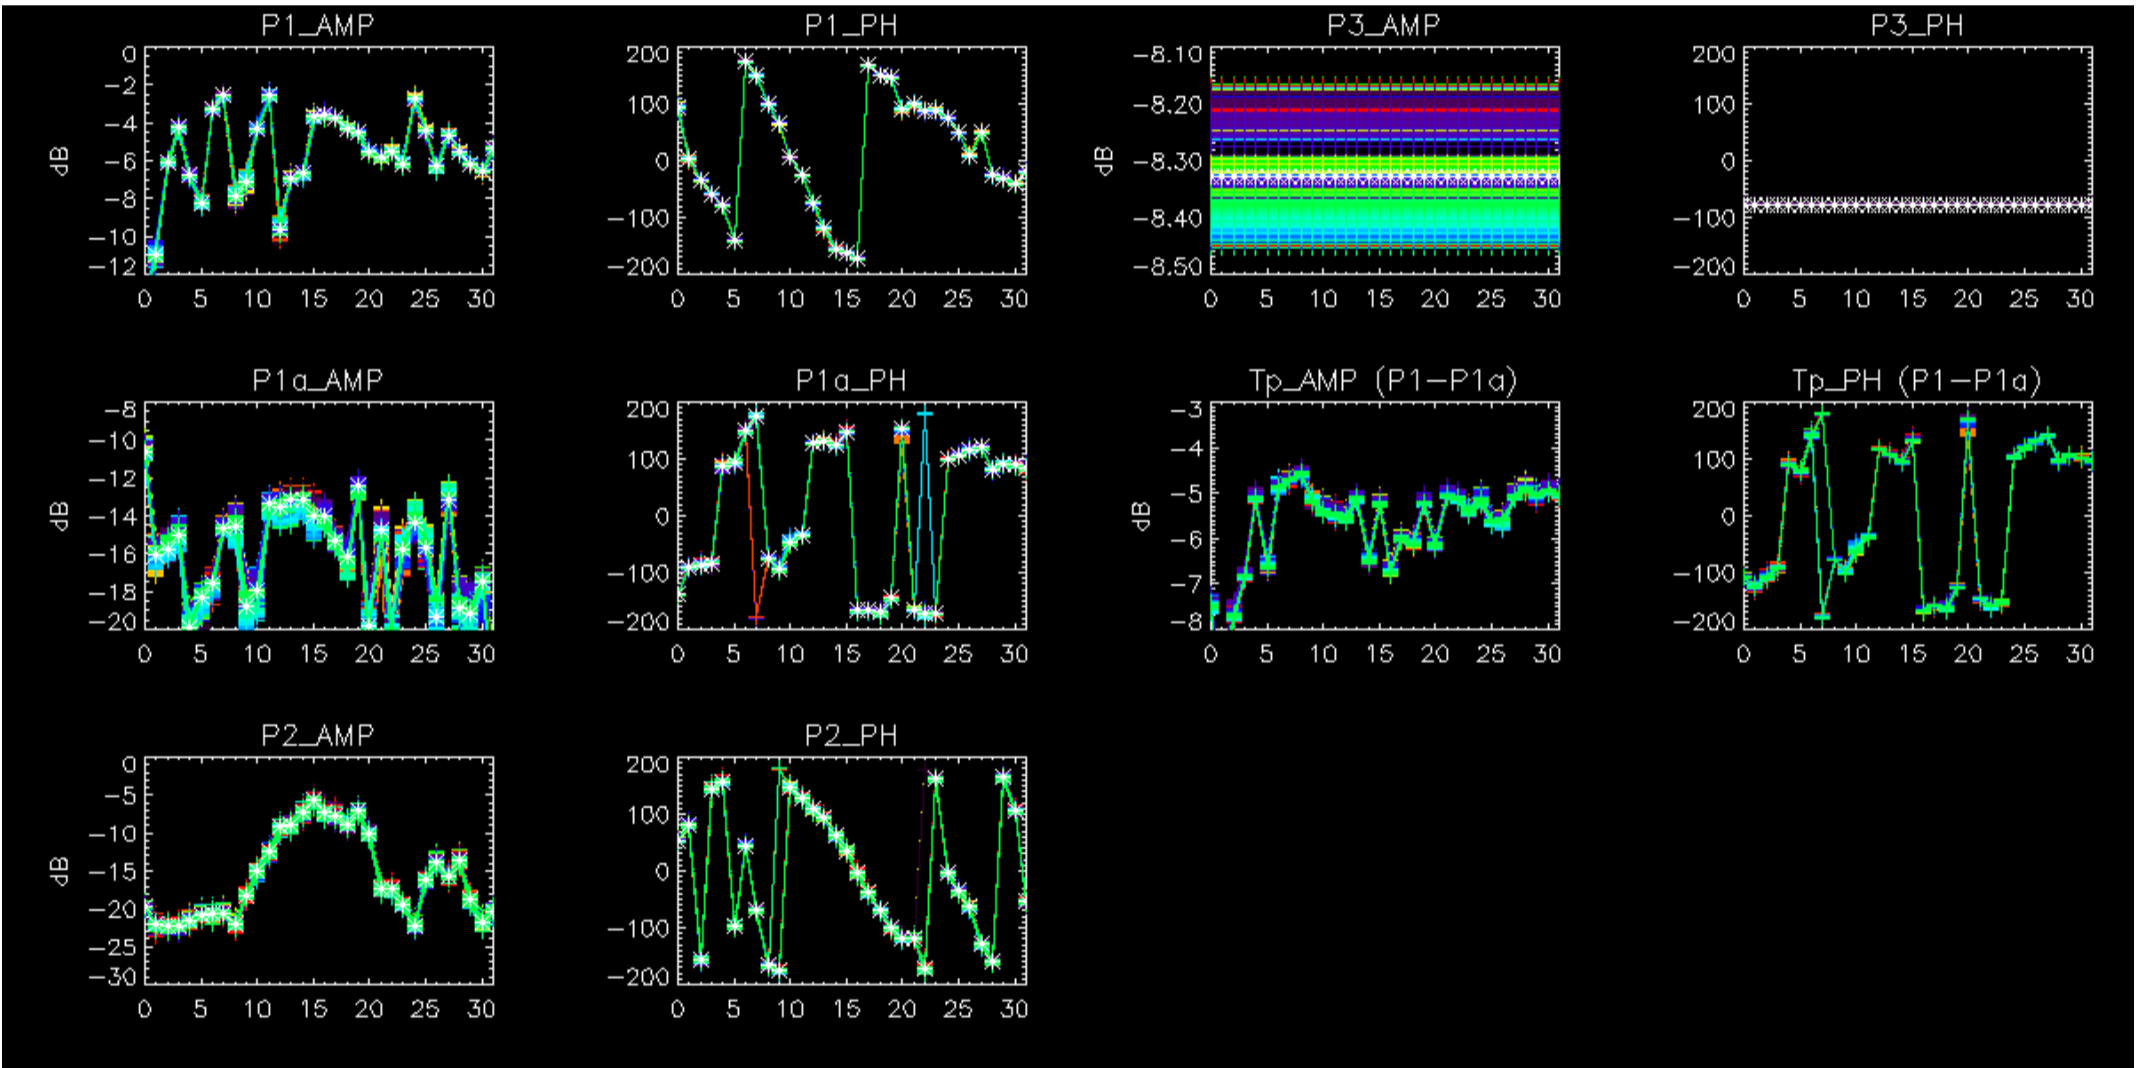 P1_AMP
P1_PH
P3_AMP
P3_PH
dB
0
-2
-4
-6
-8
-10
-12
0 5 10 15 20 25 30
200
100
0
-100
-200
0 5 10 15 20 25 30
dB
-8.10
-8.20
-8.30
-8.40
-8.50
0 5 10 15 20 25 30
200
100
0
-100
-200
0 5 10 15 20 25 30
P1a_AMP
P1a_PH
Tp_AMP (P1-P1a)
Tp_PH (P1-P1a)
dB
-8
-10
-12
-14
-16
-18
-20
0 5 10 15 20 25 30
200
100
0
-100
-200
0 5 10 15 20 25 30
dB
-3
-4
-5
-6
-7
-8
0 5 10 15 20 25 30
200
100
0
-100
-200
0 5 10 15 20 25 30
P2_AMP
P2_PH
dB
0
-5
-10
-15
-20
-25
-30
0 5 10 15 20 25 30
200
100
0
-100
-200
0 5 10 15 20 25 30